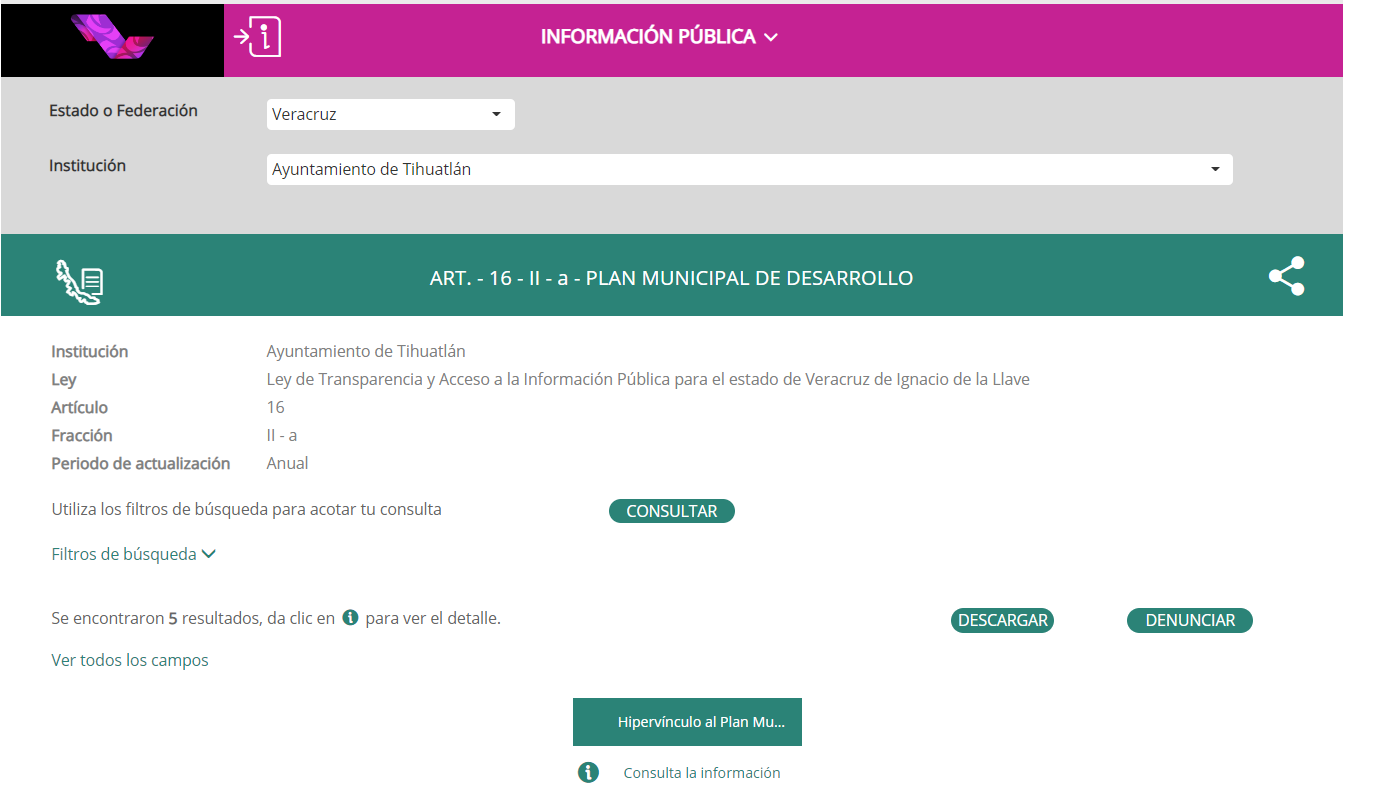 INFORMACIÓN PÚBLICA
Estado o Federación Veracruz
Institución Ayuntamiento de Tihuatlán
ART. - 16 - II - a - PLAN MUNICIPAL DE DESARROLLO
Institución Ayuntamiento de Tihuatlán
Ley Ley de Transparencia y Acceso a la Información Pública para el estado de Veracruz de Ignacio de la Llave
Artículo 16
Fracción II - a
Periodo de actualización Anual
Utiliza los filtros de búsqueda para acotar tu consulta CONSULTAR
Filtros de búsqueda
Se encontraron 5 resultados, da clic en i para ver el detalle. DESCARGAR DENUNCIAR
Ver todos los campos
Hipervínculo al Plan Mu...
Consulta la información